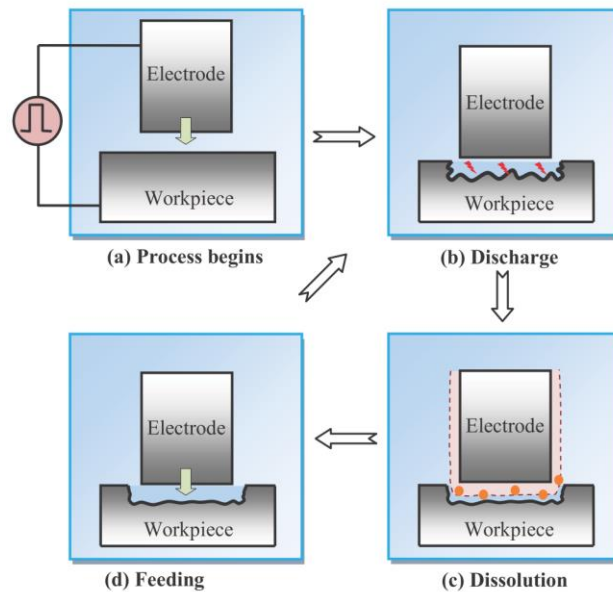 Electrode
Workpiece
(a) Process begins
Electrode
Workpiece
(b) Discharge
Electrode
Workpiece
(d) Feeding
Electrode
Workpiece
(c) Dissolution